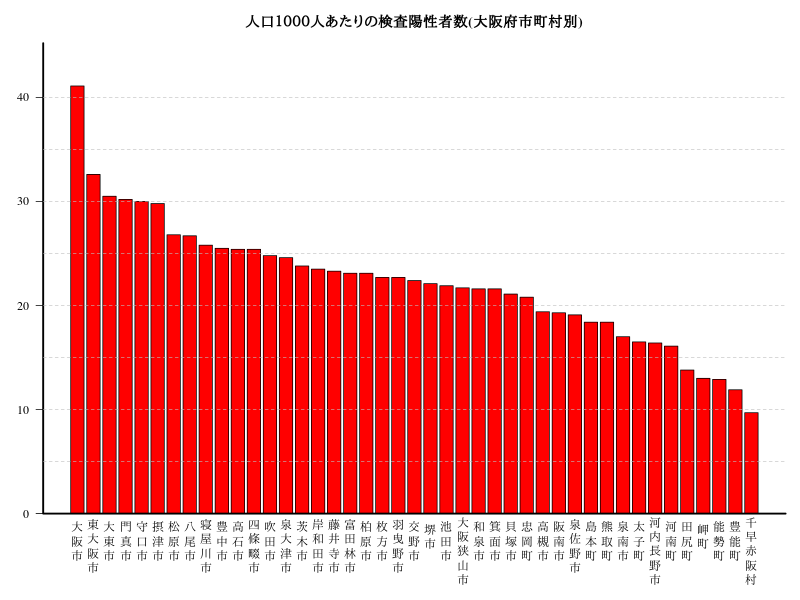 人口1000人あたりの検査陽性者数(大阪府市町村別)
40
30
20
10
0
大阪市
東大阪市
大東市
門真市
守口市
摂津市
松原市
八尾市
寝屋川市
豊中市
高石市
四條畷市
吹田市
泉大津市
茨木市
岸和田市
藤井寺市
富田林市
柏原市
枚方市
羽曳野市
交野市
堺市
池田市
大阪狭山市
和泉市
箕面市
貝塚市
忠岡町
高槻市
阪南市
泉佐野市
島本町
熊取町
泉南市
太子町
河内長野市
河南町
田尻町
岬町
能勢町
豊能町
千早赤阪村